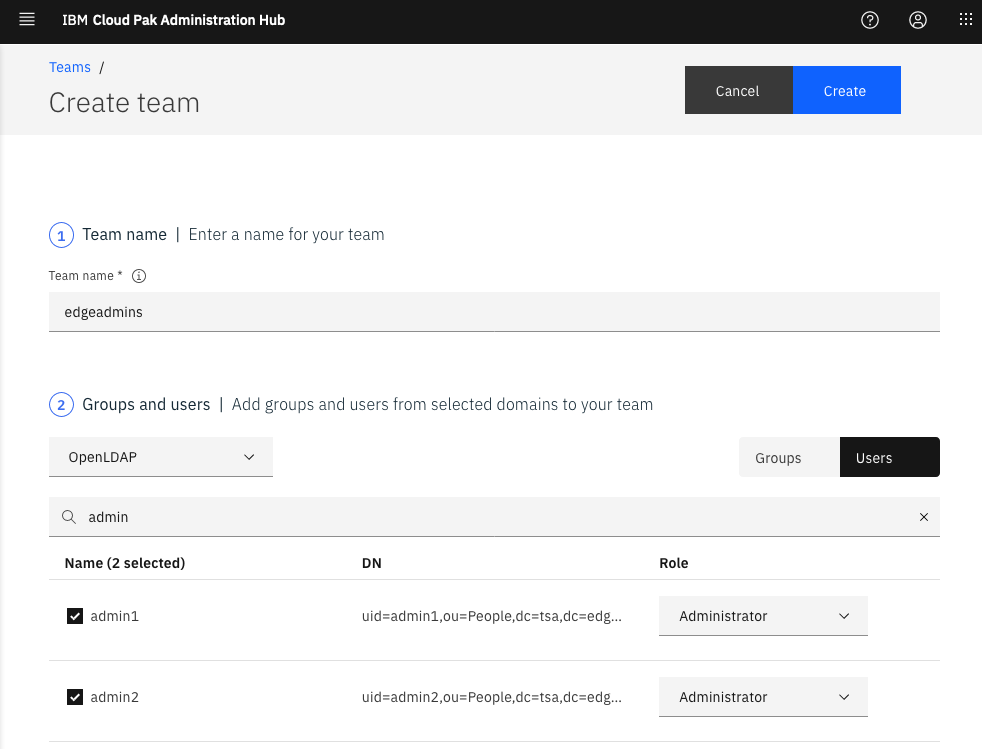 IBM Cloud Pak Administration Hub
Teams /
Create team
Cancel
Create
1 Team name | Enter a name for your team
Team name *
edgeadmins
2 Groups and users | Add groups and users from selected domains to your team
OpenLDAP
Groups
Users
admin
Name (2 selected) DN Role
admin1 uid=admin1,ou=People,dc=tsa,dc=edg... Administrator
admin2 uid=admin2,ou=People,dc=tsa,dc=edg... Administrator